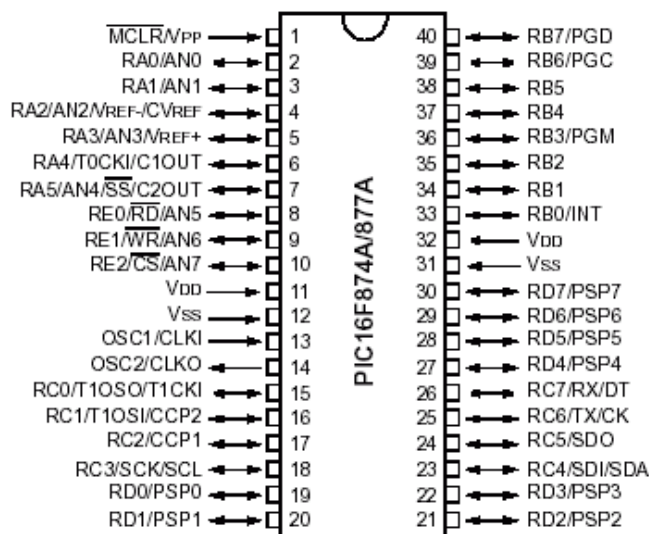 MCLR/VPP 1 40 RB7/PGD
RA0/AN0 2 39 RB6/PGC
RA1/AN1 3 38 RB5
RA2/AN2/VREF-/CVREF 4 37 RB4
RA3/AN3/VREF+ 5 36 RB3/PGM
RA4/T0CKI/C1OUT 6 35 RB2
RA5/AN4/SS/C2OUT 7 34 RB1
RE0/RD/AN5 8 33 RB0/INT
RE1/WR/AN6 9 32 VDD
RE2/CS/AN7 10 31 VSS
VDD 11 30 RD7/PSP7
VSS 12 29 RD6/PSP6
OSC1/CLKI 13 28 RD5/PSP5
OSC2/CLKO 14 27 RD4/PSP4
RC0/T1OSO/T1CKI 15 26 RC7/RX/DT
RC1/T1OSI/CCP2 16 25 RC6/TX/CK
RC2/CCP1 17 24 RC5/SDO
RC3/SCK/SCL 18 23 RC4/SDI/SDA
RD0/PSP0 19 22 RD3/PSP3
RD1/PSP1 20 21 RD2/PSP2
PIC16F874A/877A